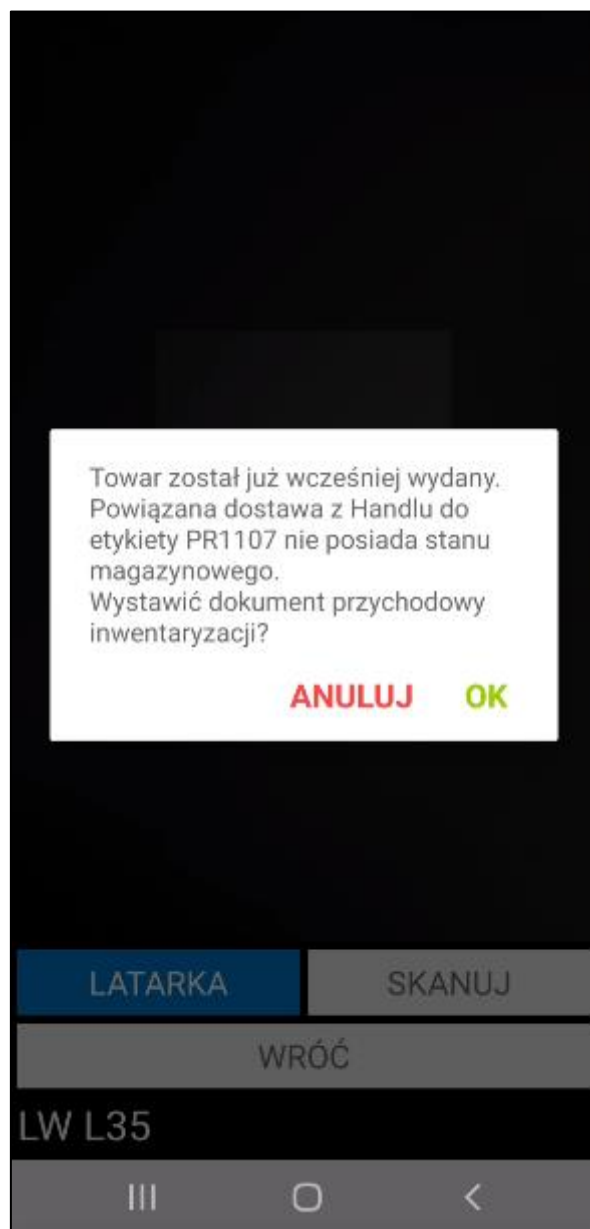 Towar został już wcześniej wydany.
Powiązana dostawa z Handlu do
etykiety PR1107 nie posiada stanu
magazynowego.
Wystawić dokument przychodowy
inwentaryzacji?
ANULUJ OK
LATARKA SKANUJ
WRÓĆ
LW L35